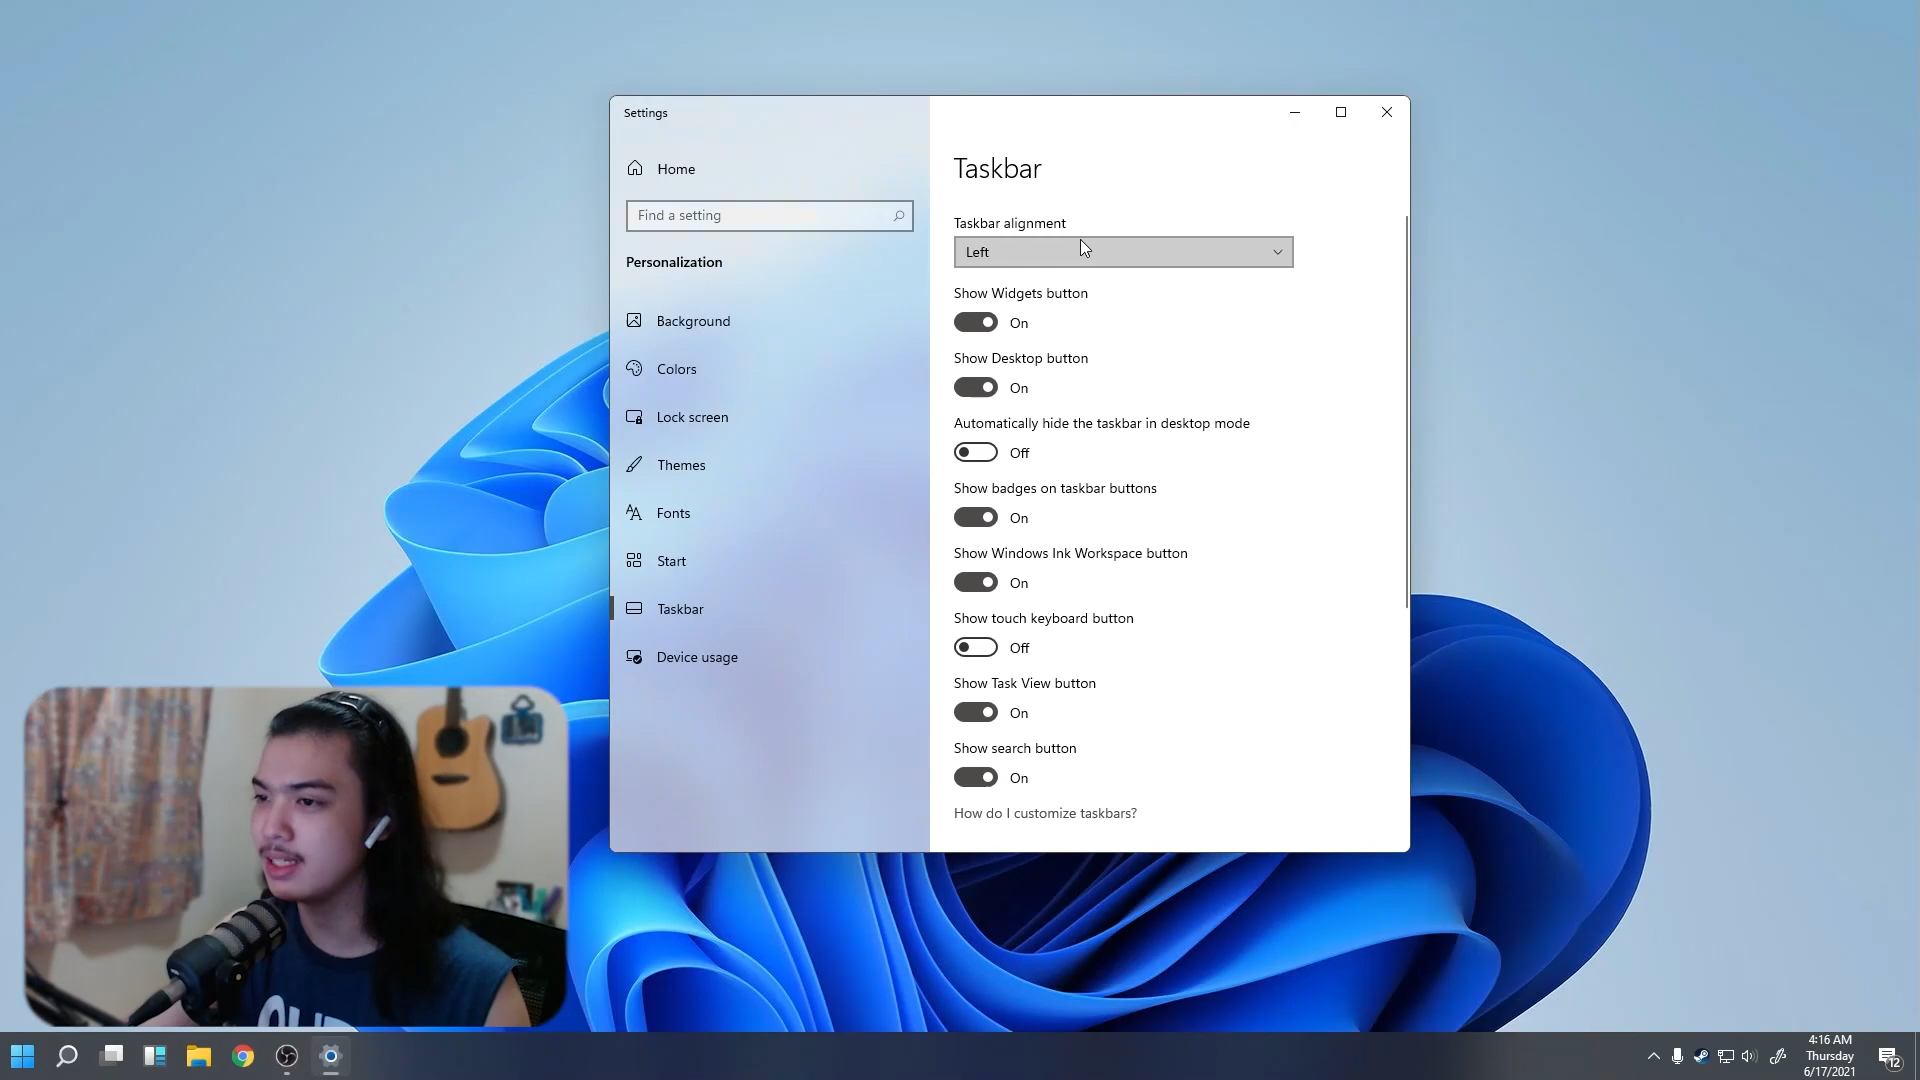 Settings
Home
Find a setting
Personalization
Background
Colors
Lock screen
Themes
Fonts
Start
Taskbar
Device usage
Taskbar
Taskbar alignment
Left
Show Widgets button
On
Show Desktop button
On
Automatically hide the taskbar in desktop mode
Off
Show badges on taskbar buttons
On
Show Windows Ink Workspace button
On
Show touch keyboard button
Off
Show Task View button
On
Show search button
On
How do I customize taskbars?
4:16 AM
Thursday
6/17/2021
12